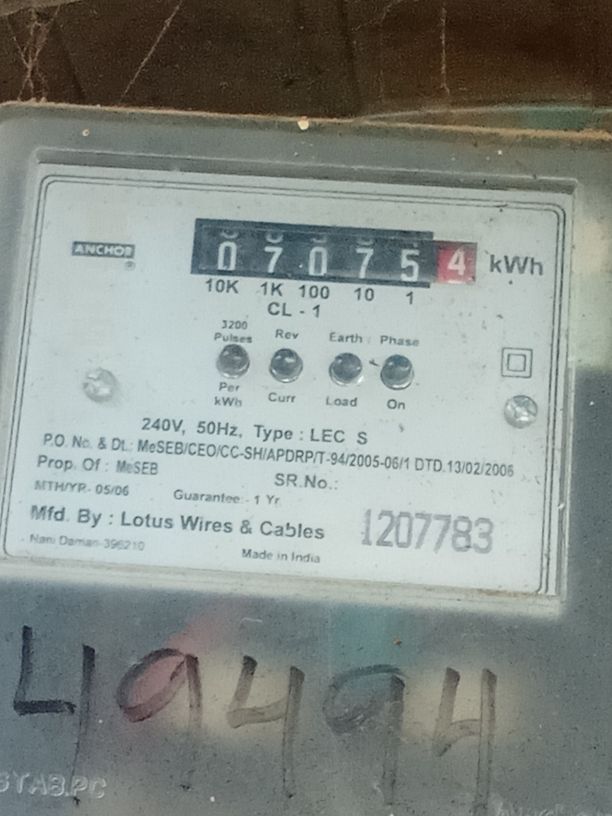 ANCHOR
®
0 7 0 7 5 4 kWh
10K 1K 100 10 1
CL - 1
3200 Pulses Per kWh
Rev Curr
Earth Load
Phase On
240V, 50Hz, Type : LEC S
P.O. No. & Dt.: MeSEB/CEO/CC-SH/APDRP/T-94/2005-06/1 DTD.13/02/2006
Prop. Of : MeSEB
SR.No.:
MTH/YR- 05/06
Guarantee - 1 Yr.
Mfd. By : Lotus Wires & Cables
1207783
Nani Daman-396210
Made in India
49494